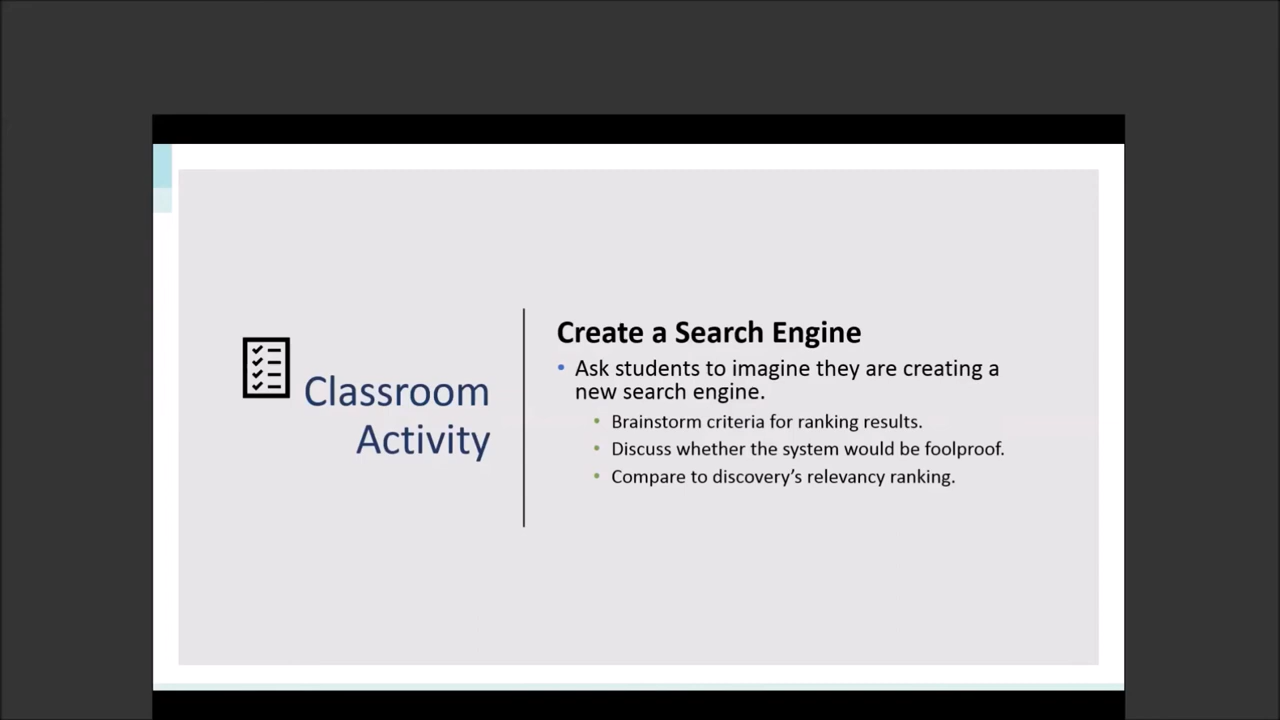 Classroom
Activity
Create a Search Engine
• Ask students to imagine they are creating a
new search engine.
• Brainstorm criteria for ranking results.
• Discuss whether the system would be foolproof.
• Compare to discovery’s relevancy ranking.